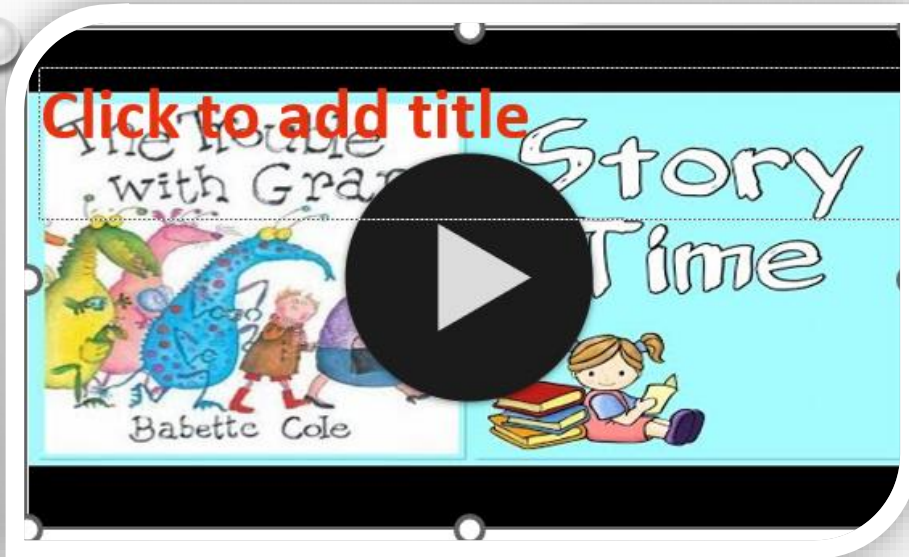 Click to add title
The Trouble
with Gran
Babette Cole
Story
Time